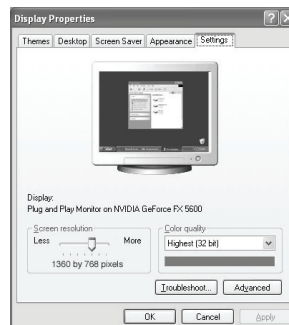 Display Properties
Themes Desktop Screen Saver Appearance Settings
Display:
Plug and Play Monitor on NVIDIA GeForce FX 5600
Screen resolution
Less More
1360 by 768 pixels
Color quality
Highest (32 bit)
Troubleshoot... Advanced
OK Cancel Apply